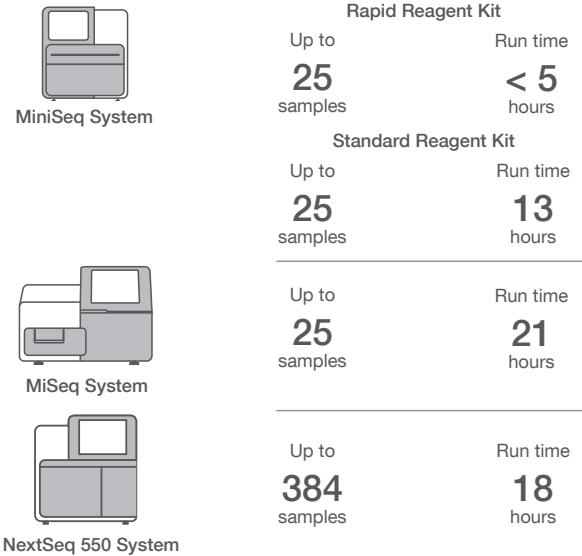 Rapid Reagent Kit
Up to Run time
25 < 5
samples hours
MiniSeq System
Standard Reagent Kit
Up to Run time
25 13
samples hours
Up to Run time
25 21
samples hours
MiSeq System
Up to Run time
384 18
samples hours
NextSeq 550 System